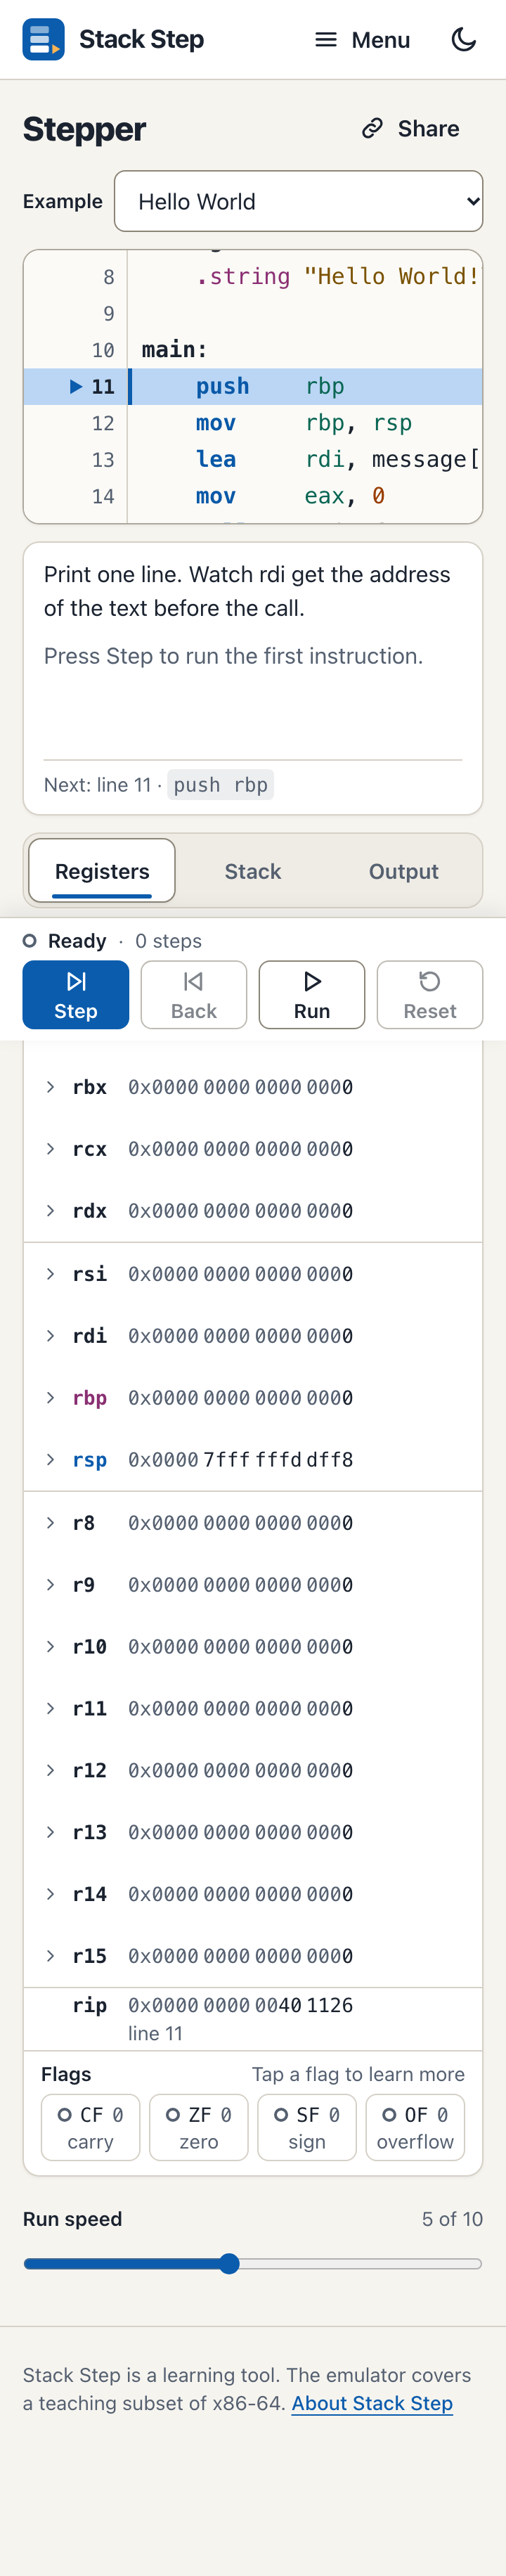 Stack Step
Menu
Stepper
Share
Example
Hello World
8 .string "Hello World!
9
10 main:
11 push rbp
12 mov rbp, rsp
13 lea rdi, message[
14 mov eax, 0
Print one line. Watch rdi get the address
of the text before the call.
Press Step to run the first instruction.
Next: line 11 · push rbp
Registers
Stack
Output
Ready · 0 steps
Step
Back
Run
Reset
rbx 0x0000 0000 0000 0000
rcx 0x0000 0000 0000 0000
rdx 0x0000 0000 0000 0000
rsi 0x0000 0000 0000 0000
rdi 0x0000 0000 0000 0000
rbp 0x0000 0000 0000 0000
rsp 0x0000 7fff fffd dff8
r8 0x0000 0000 0000 0000
r9 0x0000 0000 0000 0000
r10 0x0000 0000 0000 0000
r11 0x0000 0000 0000 0000
r12 0x0000 0000 0000 0000
r13 0x0000 0000 0000 0000
r14 0x0000 0000 0000 0000
r15 0x0000 0000 0000 0000
rip 0x0000 0000 0040 1126
line 11
Flags
Tap a flag to learn more
CF 0
carry
ZF 0
zero
SF 0
sign
OF 0
overflow
Run speed
5 of 10
Stack Step is a learning tool. The emulator covers
a teaching subset of x86-64. About Stack Step